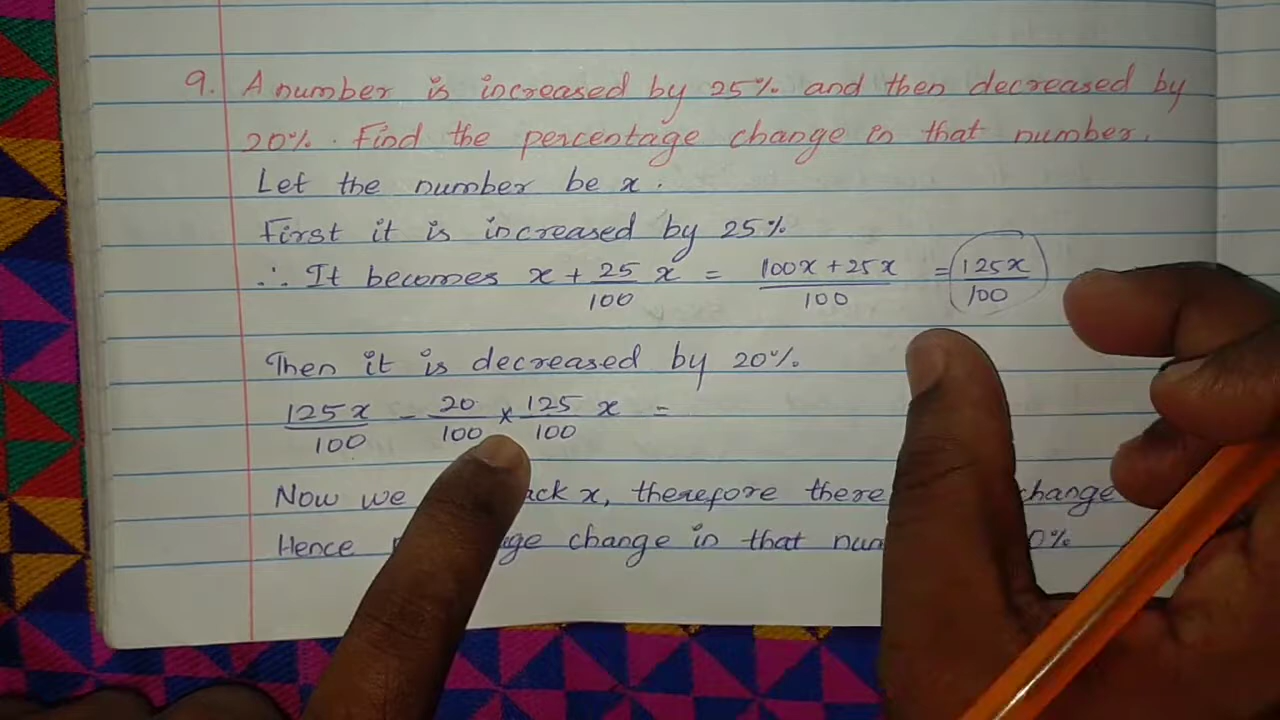 9. A number is increased by 25% and then decreased by
20%. Find the percentage change in that number.
Let the number be x.
First it is increased by 25%
∴ It becomes x + 25/100 x = 100x + 25x/100 = 125x/100
Then it is decreased by 20%.
125x/100 - 20/100 × 125/100 x =
Now we x, therefore there change
Hence change in that 0%